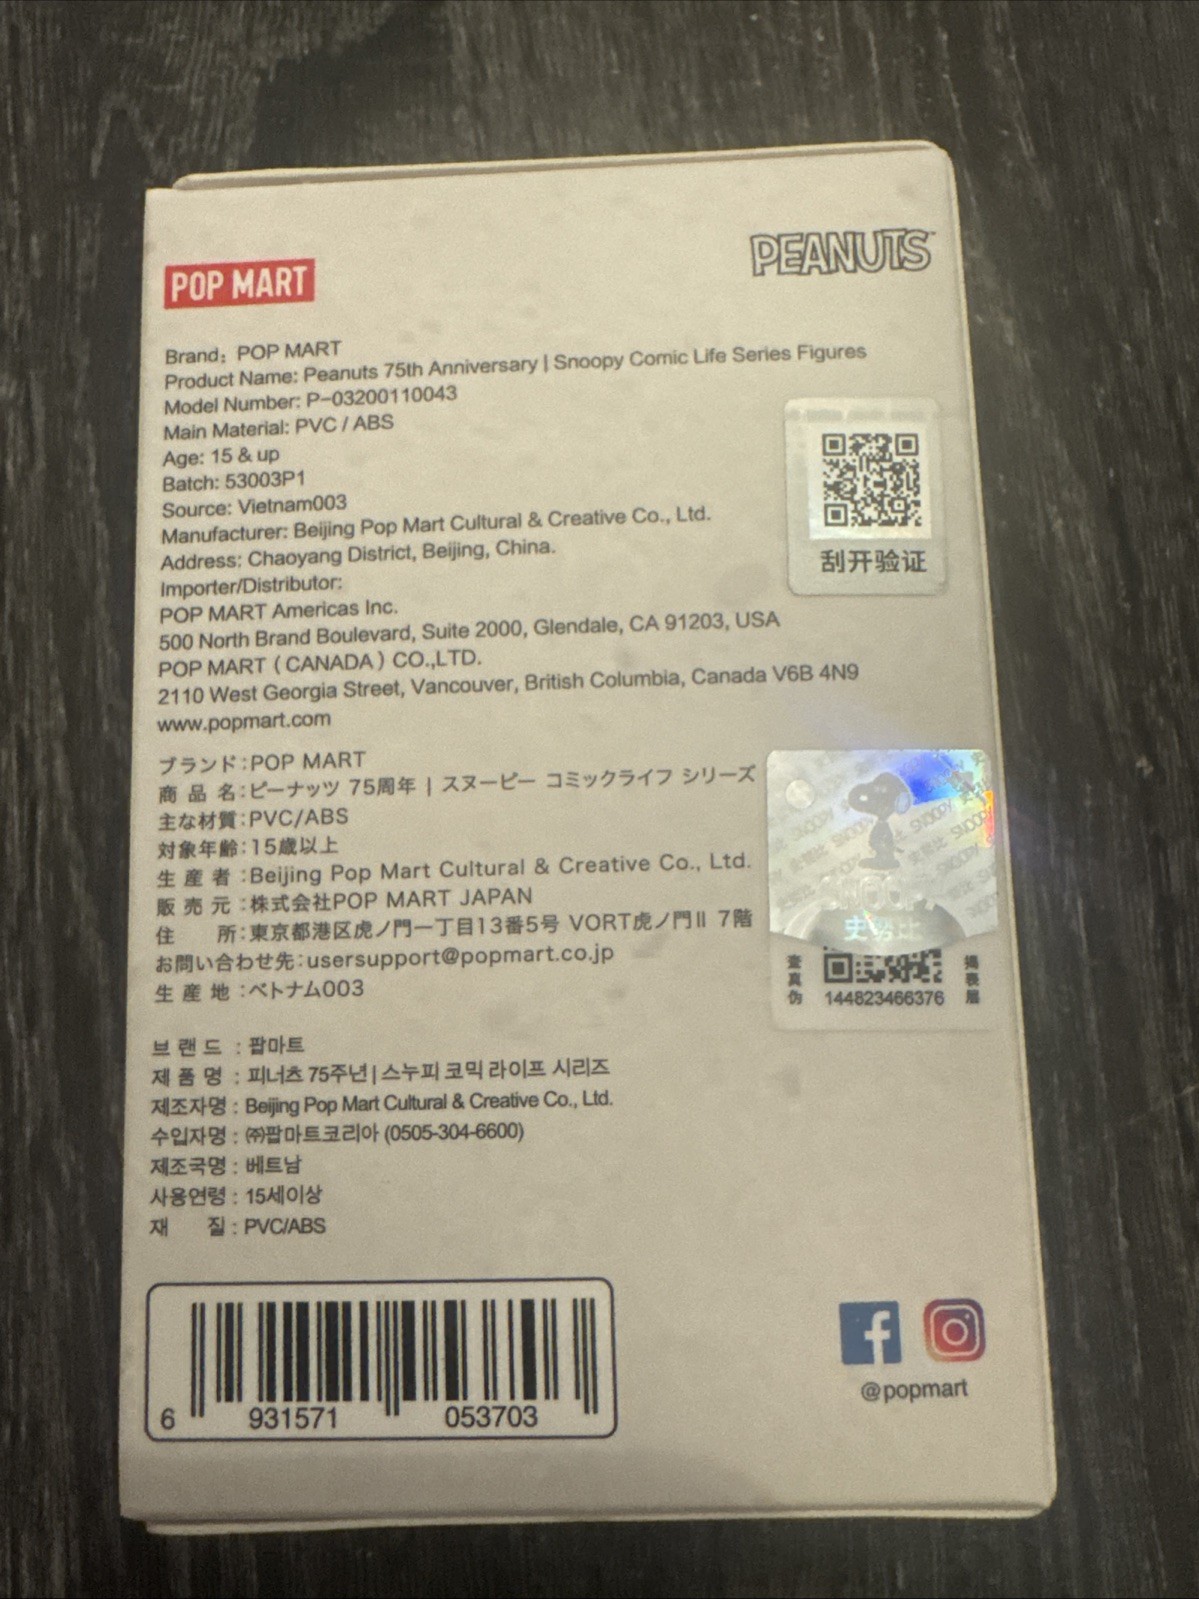 POP MART
PEANUTS™
Brand: POP MART
Product Name: Peanuts 75th Anniversary | Snoopy Comic Life Series Figures
Model Number: P-03200110043
Main Material: PVC / ABS
Age: 15 & up
Batch: 53003P1
Source: Vietnam003
Manufacturer: Beijing Pop Mart Cultural & Creative Co., Ltd.
Address: Chaoyang District, Beijing, China.
Importer/Distributor:
POP MART Americas Inc.
500 North Brand Boulevard, Suite 2000, Glendale, CA 91203, USA
POP MART (CANADA) CO.,LTD.
2110 West Georgia Street, Vancouver, British Columbia, Canada V6B 4N9
www.popmart.com
刮开验证
ブランド:POP MART
商品名:ピーナッツ 75周年 | スヌーピー コミックライフ シリーズ
主な材質:PVC/ABS
対象年齢:15歳以上
生産者:Beijing Pop Mart Cultural & Creative Co., Ltd.
販売元:株式会社POP MART JAPAN
住 所:東京都港区虎ノ門一丁目13番5号 VORT虎ノ門Ⅱ 7階
お問い合わせ先:usersupport@popmart.co.jp
生産地:ベトナム003
SNOOPY
史努比
查真伪
揭表层
144823466376
브랜드 : 팝마트
제품명 : 피너츠 75주년 | 스누피 코믹 라이프 시리즈
제조자명 : Beijing Pop Mart Cultural & Creative Co., Ltd.
수입자명 : ㈜팝마트코리아 (0505-304-6600)
제조국명 : 베트남
사용연령 : 15세이상
재 질 : PVC/ABS
6 931571 053703
@popmart